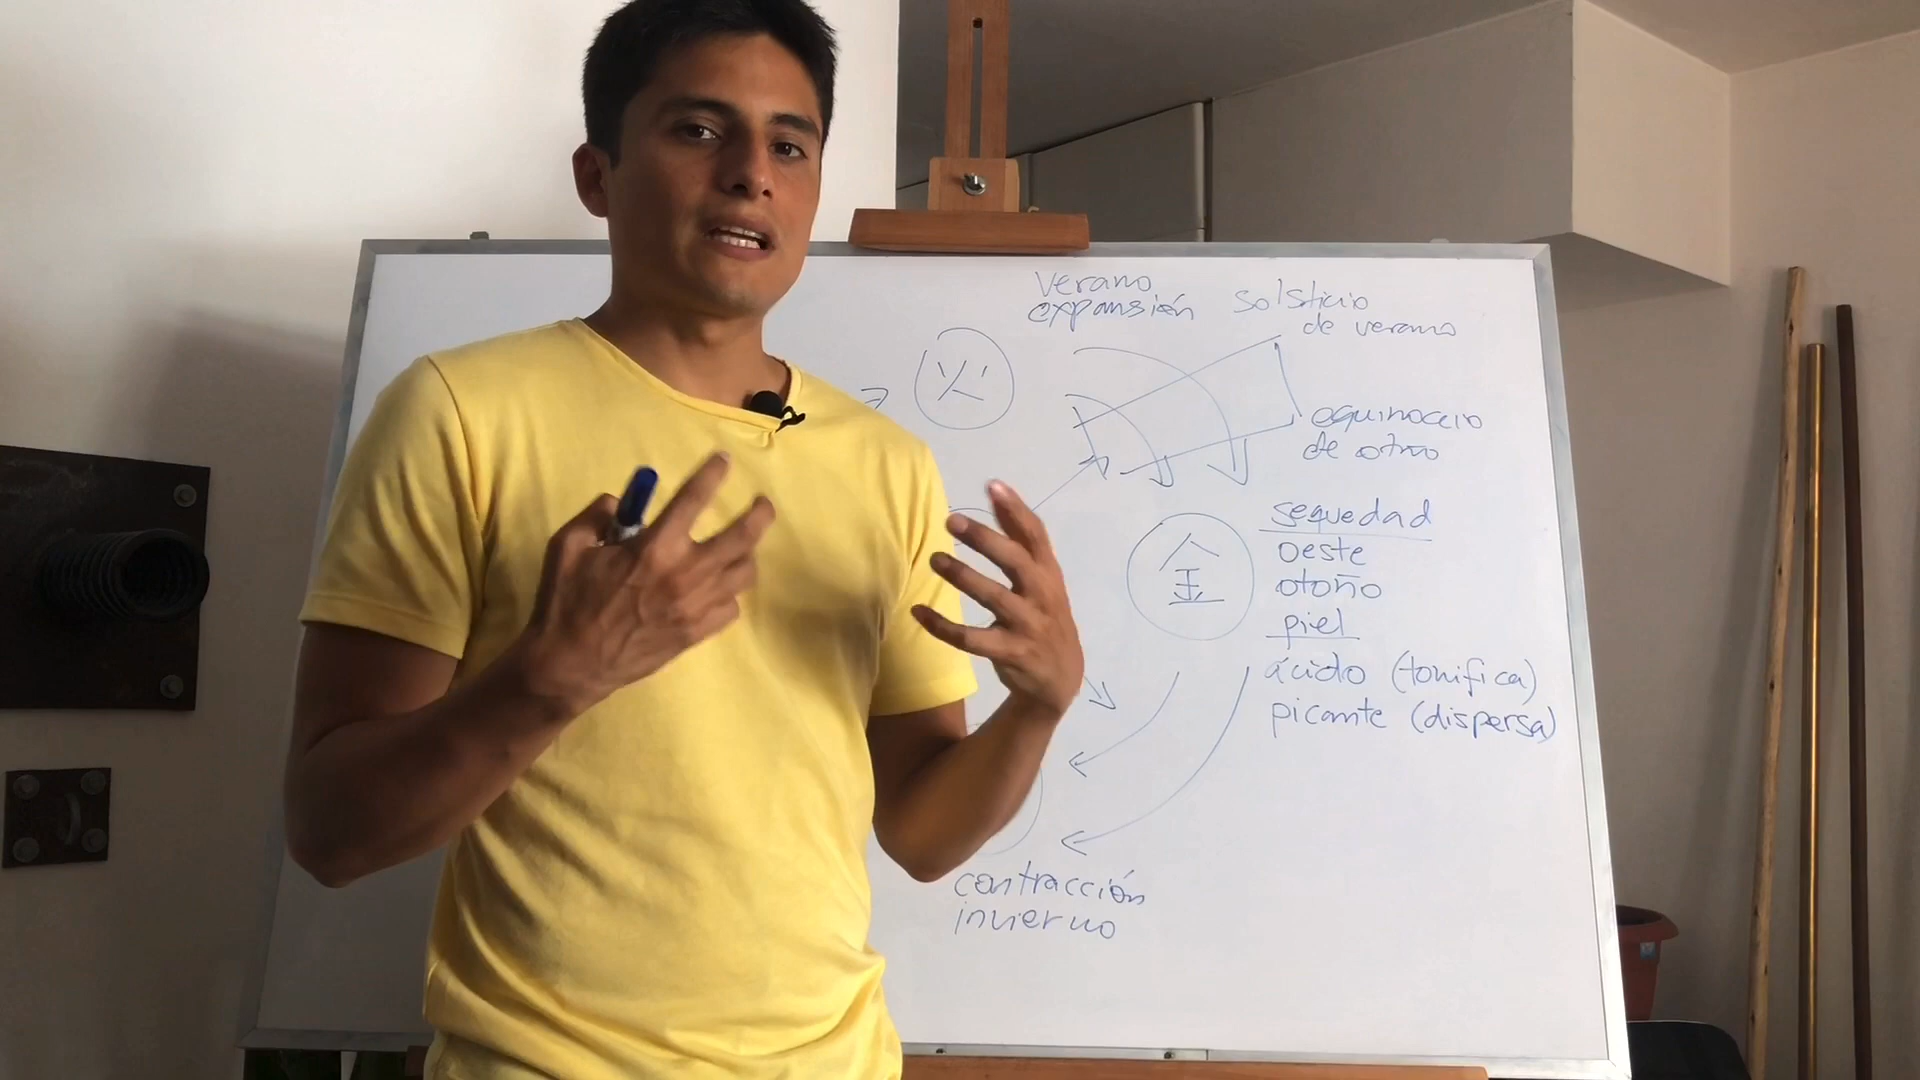 verano
expansión
solsticio
de verano
火
equinoccio
de otño
金
sequedad
oeste
otoño
piel
ácido (tonifica)
picante (dispersa)
contracción
invierno